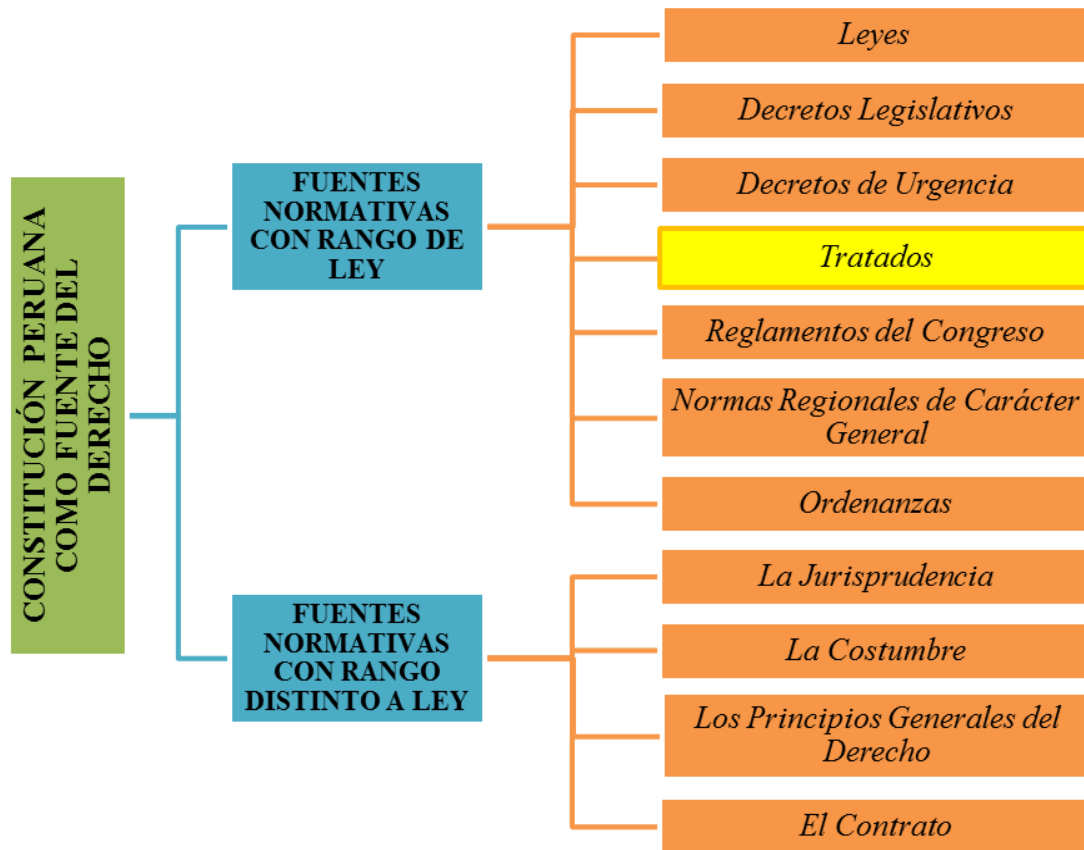 CONSTITUCIÓN PERUANA
COMO FUENTE DEL
DERECHO
FUENTES
NORMATIVAS
CON RANGO DE
LEY
Leyes
Decretos Legislativos
Decretos de Urgencia
Tratados
Reglamentos del Congreso
Normas Regionales de Carácter
General
Ordenanzas
FUENTES
NORMATIVAS
CON RANGO
DISTINTO A LEY
La Jurisprudencia
La Costumbre
Los Principios Generales del
Derecho
El Contrato